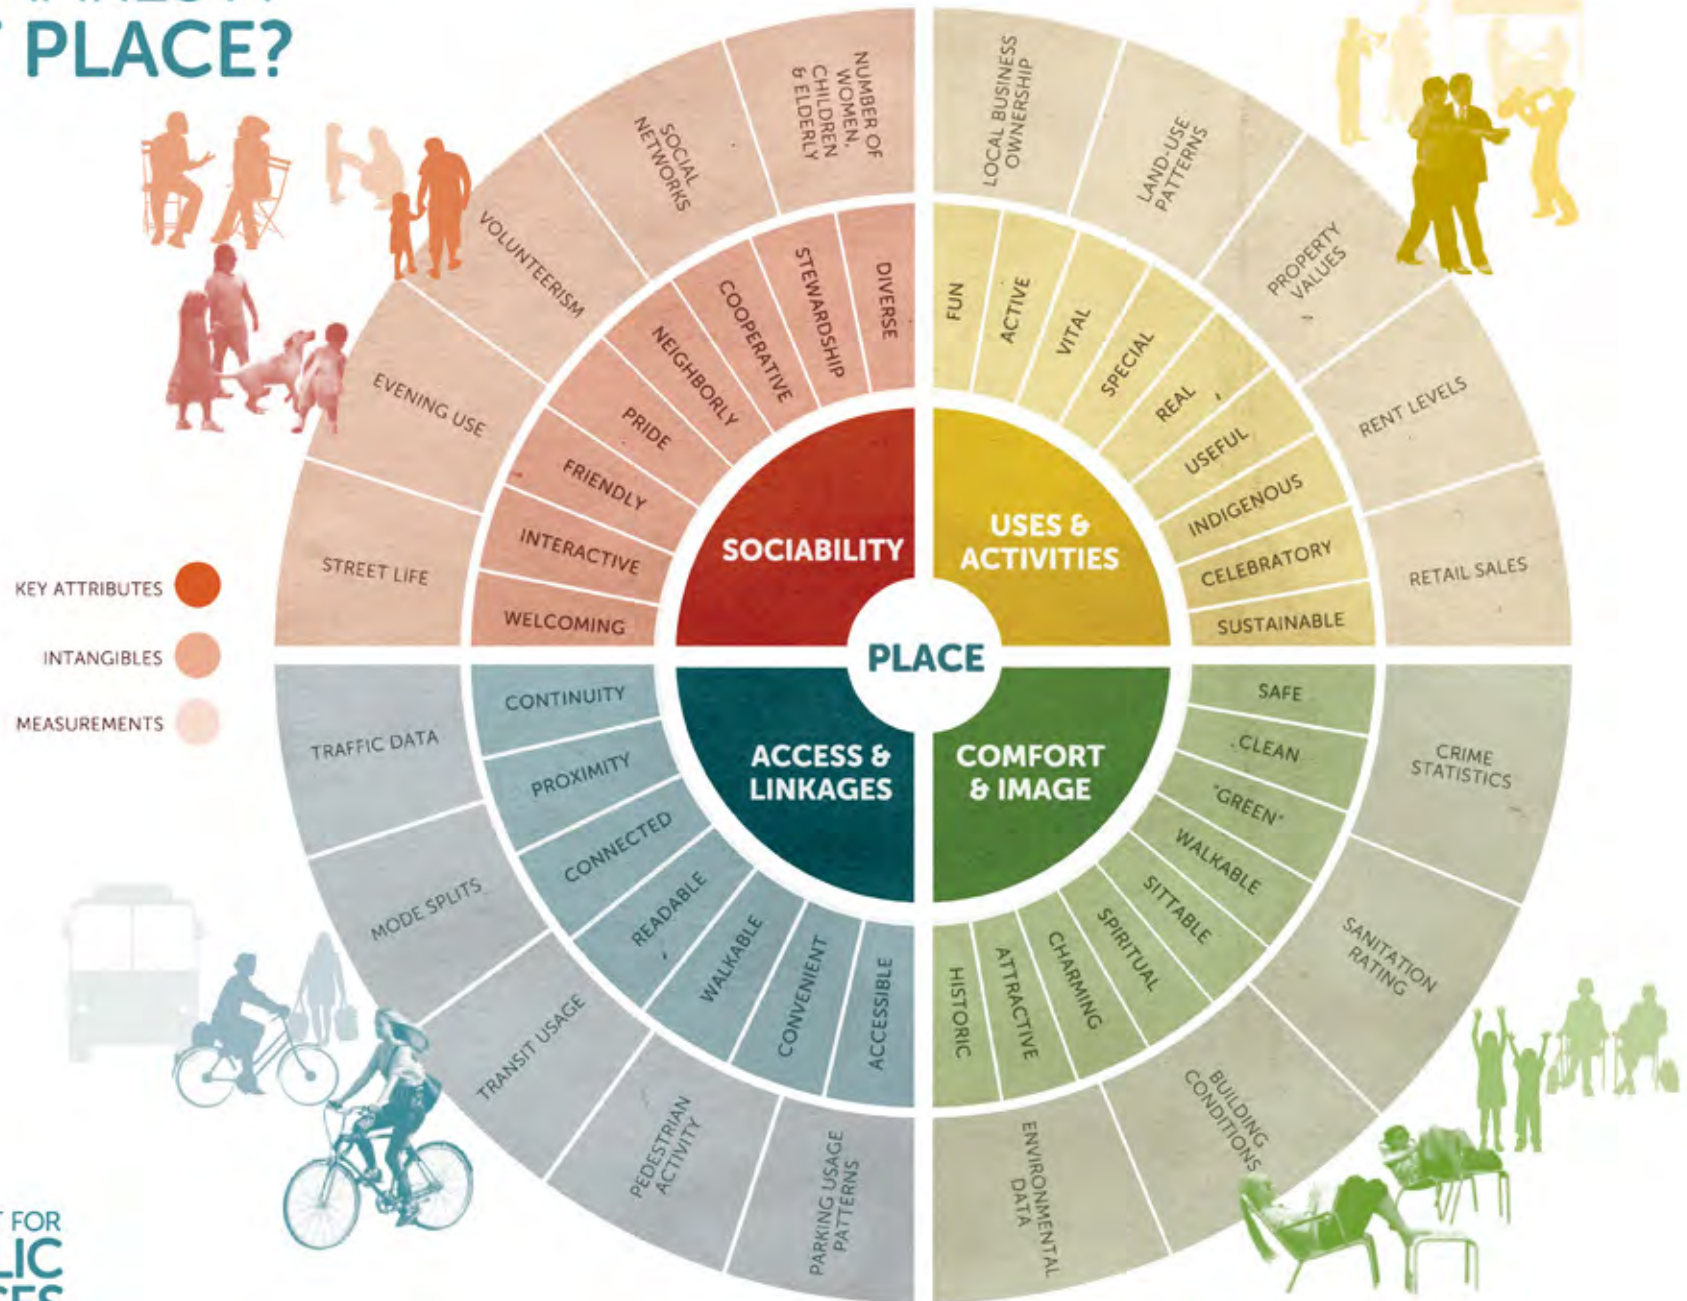 PLACE?
NUMBER OF
WOMEN,
CHILDREN
& ELDERLY
SOCIAL
NETWORKS
VOLUNTEERISM
EVENING USE
STREET LIFE
LOCAL BUSINESS
OWNERSHIP
LAND-USE
PATTERNS
PROPERTY
VALUES
RENT LEVELS
RETAIL SALES
DIVERSE
STEWARDSHIP
COOPERATIVE
NEIGHBORLY
PRIDE
FRIENDLY
INTERACTIVE
WELCOMING
FUN
ACTIVE
VITAL
SPECIAL
REAL
USEFUL
INDIGENOUS
CELEBRATORY
SUSTAINABLE
SOCIABILITY
USES &
ACTIVITIES
KEY ATTRIBUTES
INTANGIBLES
MEASUREMENTS
PLACE
ACCESS &
LINKAGES
COMFORT
& IMAGE
CONTINUITY
PROXIMITY
CONNECTED
READABLE
WALKABLE
CONVENIENT
ACCESSIBLE
SAFE
CLEAN
"GREEN"
WALKABLE
SITTABLE
SPIRITUAL
CHARMING
ATTRACTIVE
HISTORIC
TRAFFIC DATA
MODE SPLITS
TRANSIT USAGE
PEDESTRIAN
ACTIVITY
PARKING USAGE
PATTERNS
CRIME
STATISTICS
SANITATION
RATING
BUILDING
CONDITIONS
ENVIRONMENTAL
DATA
FOR